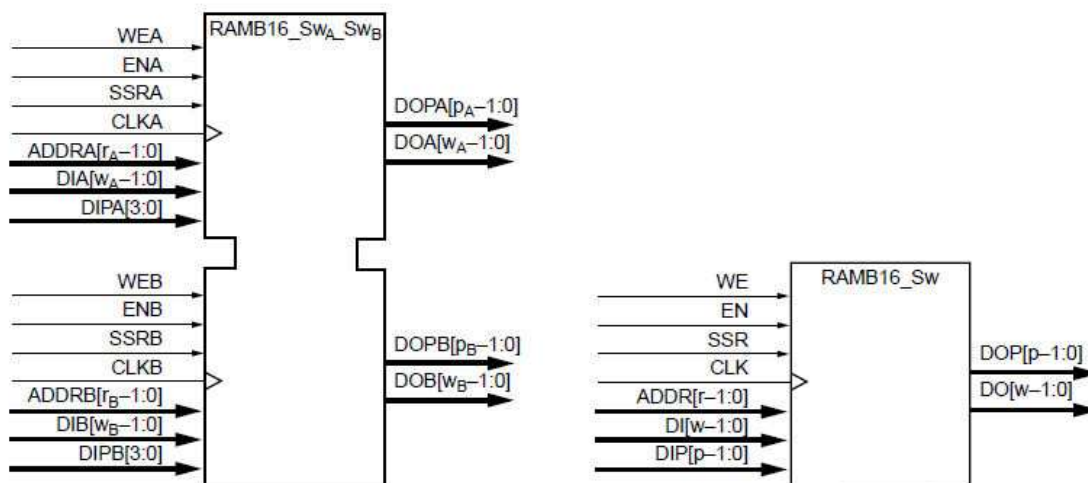 RAMB16_SwA_SwB
WEA
ENA
SSRA
CLKA
ADDRA[rA–1:0]
DIA[wA–1:0]
DIPA[3:0]
DOPA[pA–1:0]
DOA[wA–1:0]
WEB
ENB
SSRB
CLKB
ADDRB[rB–1:0]
DIB[wB–1:0]
DIPB[3:0]
DOPB[pB–1:0]
DOB[wB–1:0]
RAMB16_Sw
WE
EN
SSR
CLK
ADDR[r–1:0]
DI[w–1:0]
DIP[p–1:0]
DOP[p–1:0]
DO[w–1:0]